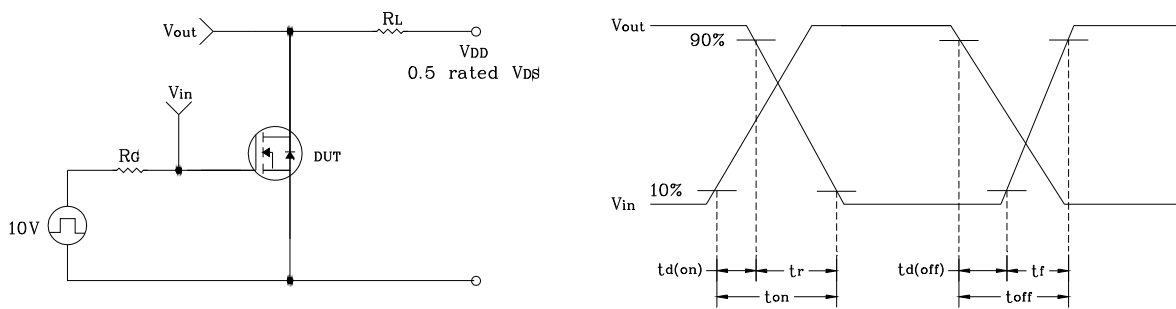 Vout
RL
VDD
0.5 rated VDS
Vin
RG
DUT
10V
Vout
90%
10%
Vin
td(on)
tr
td(off)
tf
ton
toff